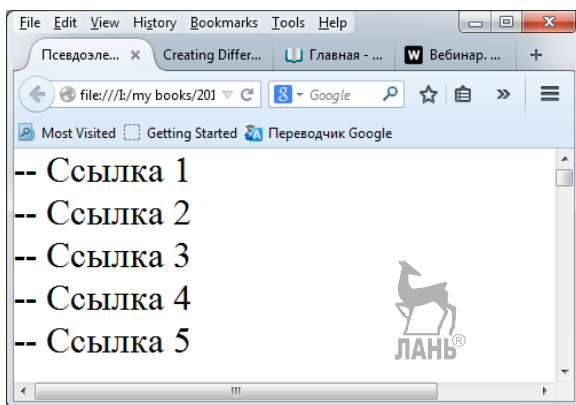 File Edit View History Bookmarks Tools Help
Псевдоэле... × Creating Differ... Главная - ... W Вебинар. ... +
file:///I:/my books/201 8 Google »
Most Visited Getting Started Переводчик Google
-- Ссылка 1
-- Ссылка 2
-- Ссылка 3
-- Ссылка 4
-- Ссылка 5
ЛАНЬ®